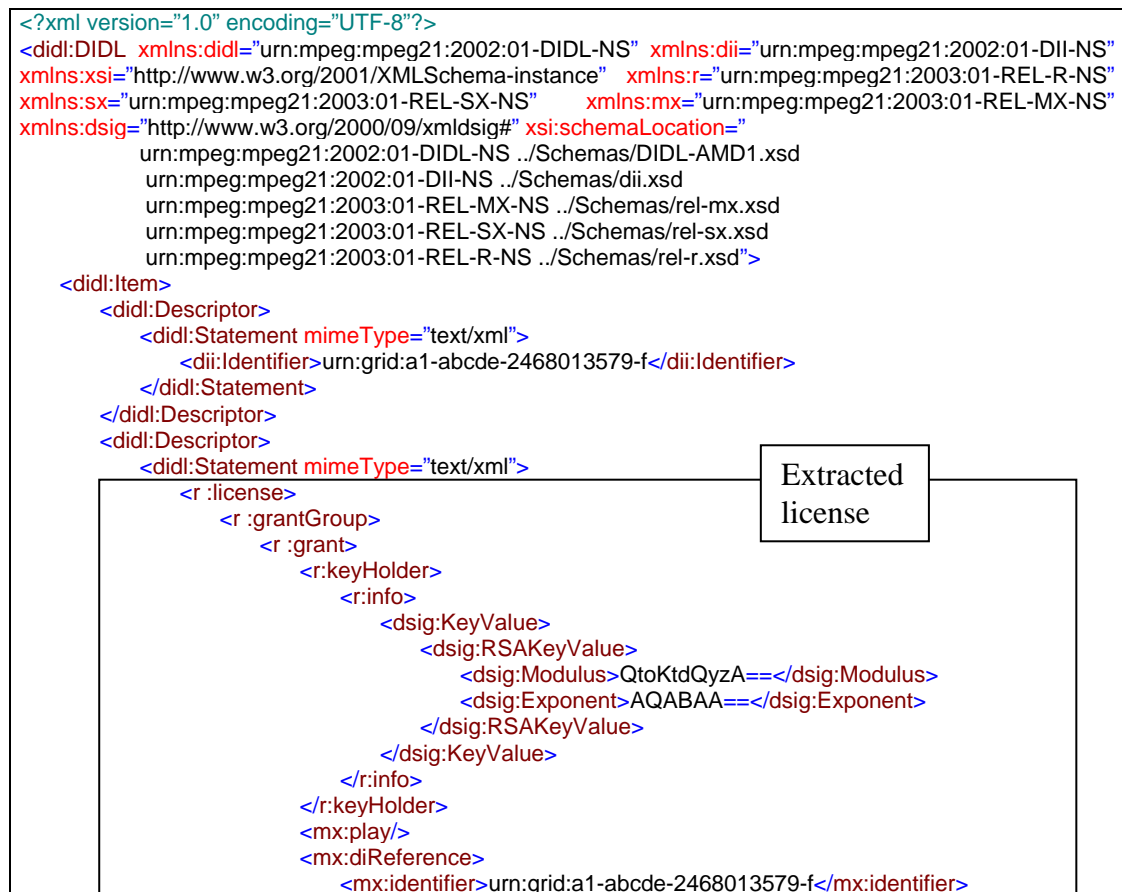 <?xml version=”1.0” encoding=”UTF-8”?>
<didl:DIDL xmlns:didl=”urn:mpeg:mpeg21:2002:01-DIDL-NS” xmlns:dii=”urn:mpeg:mpeg21:2002:01-DII-NS”
xmlns:xsi=”http://www.w3.org/2001/XMLSchema-instance” xmlns:r=”urn:mpeg:mpeg21:2003:01-REL-R-NS”
xmlns:sx=”urn:mpeg:mpeg21:2003:01-REL-SX-NS” xmlns:mx=”urn:mpeg:mpeg21:2003:01-REL-MX-NS”
xmlns:dsig=”http://www.w3.org/2000/09/xmldsig#” xsi:schemaLocation=”
urn:mpeg:mpeg21:2002:01-DIDL-NS ../Schemas/DIDL-AMD1.xsd
urn:mpeg:mpeg21:2002:01-DII-NS ../Schemas/dii.xsd
urn:mpeg:mpeg21:2003:01-REL-MX-NS ../Schemas/rel-mx.xsd
urn:mpeg:mpeg21:2003:01-REL-SX-NS ../Schemas/rel-sx.xsd
urn:mpeg:mpeg21:2003:01-REL-R-NS ../Schemas/rel-r.xsd”>
<didl:Item>
<didl:Descriptor>
<didl:Statement mimeType=”text/xml”>
<dii:Identifier>urn:grid:a1-abcde-2468013579-f</dii:Identifier>
</didl:Statement>
</didl:Descriptor>
<didl:Descriptor>
<didl:Statement mimeType=”text/xml”>
Extracted
license
<r :license>
<r :grantGroup>
<r :grant>
<r:keyHolder>
<r:info>
<dsig:KeyValue>
<dsig:RSAKeyValue>
<dsig:Modulus>QtoKtdQyzA==</dsig:Modulus>
<dsig:Exponent>AQABAA==</dsig:Exponent>
</dsig:RSAKeyValue>
</dsig:KeyValue>
</r:info>
</r:keyHolder>
<mx:play/>
<mx:diReference>
<mx:identifier>urn:grid:a1-abcde-2468013579-f</mx:identifier>